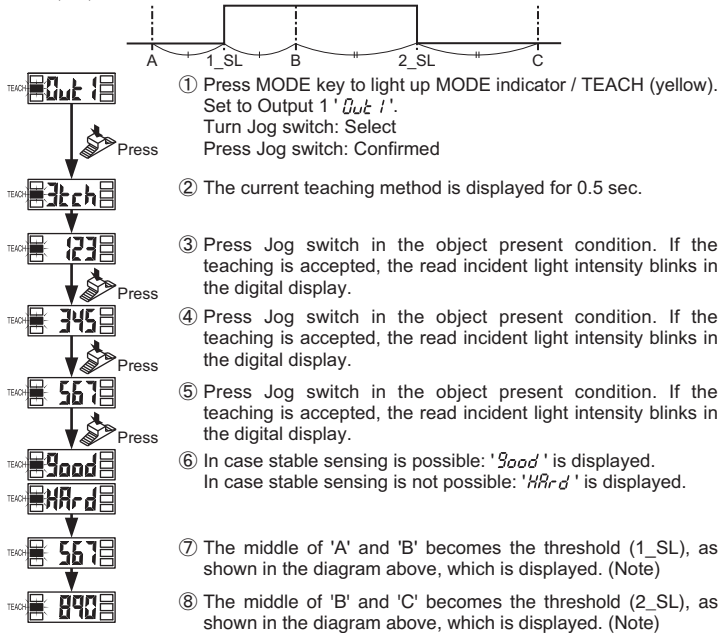 A 1_SL B 2_SL C
TEACH Out 1
① Press MODE key to light up MODE indicator / TEACH (yellow).
Set to Output 1 ' Out 1 '.
Turn Jog switch: Select
Press Press Jog switch: Confirmed
TEACH 3tch
② The current teaching method is displayed for 0.5 sec.
TEACH 123
③ Press Jog switch in the object present condition. If the
teaching is accepted, the read incident light intensity blinks in
Press the digital display.
TEACH 345
④ Press Jog switch in the object present condition. If the
teaching is accepted, the read incident light intensity blinks in
Press the digital display.
TEACH 567
⑤ Press Jog switch in the object present condition. If the
teaching is accepted, the read incident light intensity blinks in
Press the digital display.
TEACH good
⑥ In case stable sensing is possible: ' good ' is displayed.
TEACH HArd
In case stable sensing is not possible: ' HArd ' is displayed.
TEACH 567
⑦ The middle of 'A' and 'B' becomes the threshold (1_SL), as
shown in the diagram above, which is displayed. (Note)
TEACH 890
⑧ The middle of 'B' and 'C' becomes the threshold (2_SL), as
shown in the diagram above, which is displayed. (Note)